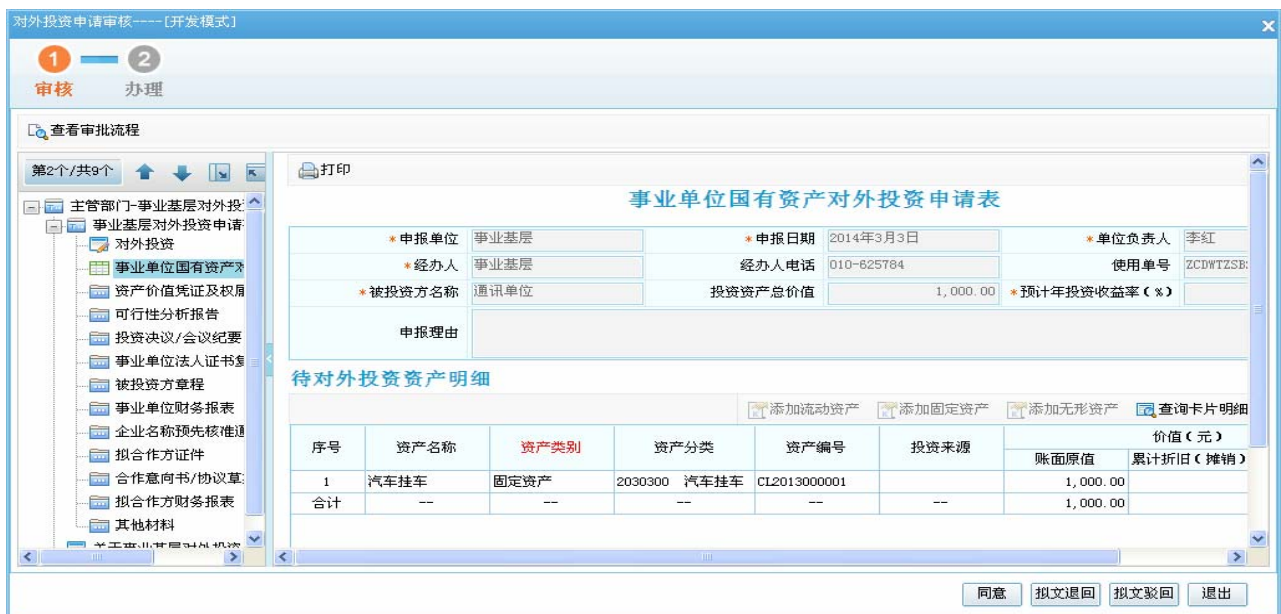 对外投资申请审核----[开发模式]
1 2
审核 办理
查看审批流程
第2个/共9个
主管部门-事业基层对外投
事业基层对外投资申请
对外投资
事业单位国有资产
资产价值凭证及权属
可行性分析报告
投资决议/会议纪要
事业单位法人证书复
被投资方章程
事业单位财务报表
企业名称预先核准通
拟合作方证件
合作意向书/协议草
拟合作方财务报表
其他材料
关于事业基层对外投资
打印
事业单位国有资产对外投资申请表
*申报单位 事业基层 *申报日期 2014年3月3日 *单位负责人 李红
*经办人 事业基层 经办人电话 010-625784 使用单号 ZCDWTZSB
*被投资方名称 通讯单位 投资资产总价值 1,000.00 *预计年投资收益率(%)
申报理由
待对外投资资产明细
添加流动资产 添加固定资产 添加无形资产 查询卡片明细
序号 资产名称 资产类别 资产分类 资产编号 投资来源 价值(元)
账面原值 累计折旧(摊销)
1 汽车挂车 固定资产 2030300 汽车挂车 CL2013000001 1,000.00
合计 -- -- -- -- -- 1,000.00
同意 拟文退回 拟文驳回 退出